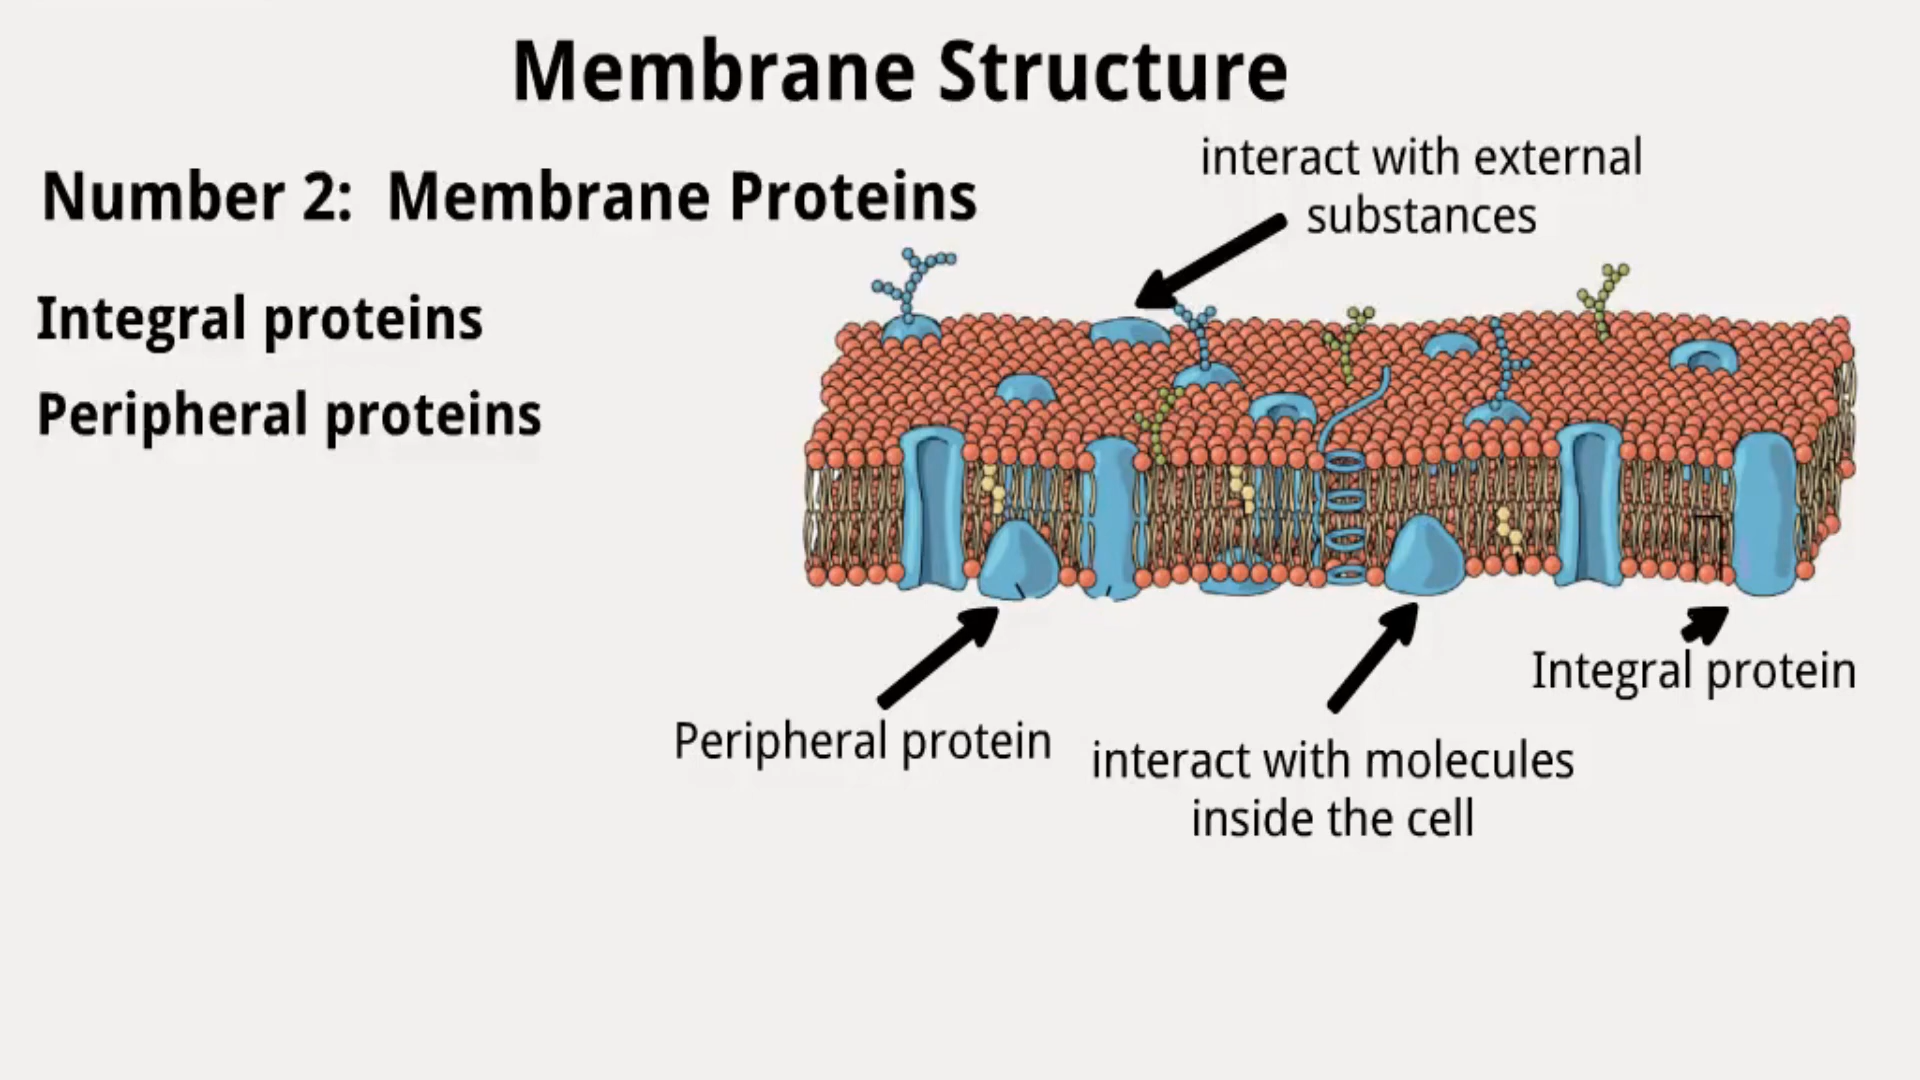 Membrane Structure
Number 2: Membrane Proteins
Integral proteins
Peripheral proteins
interact with external
substances
Peripheral protein
interact with molecules
inside the cell
Integral protein